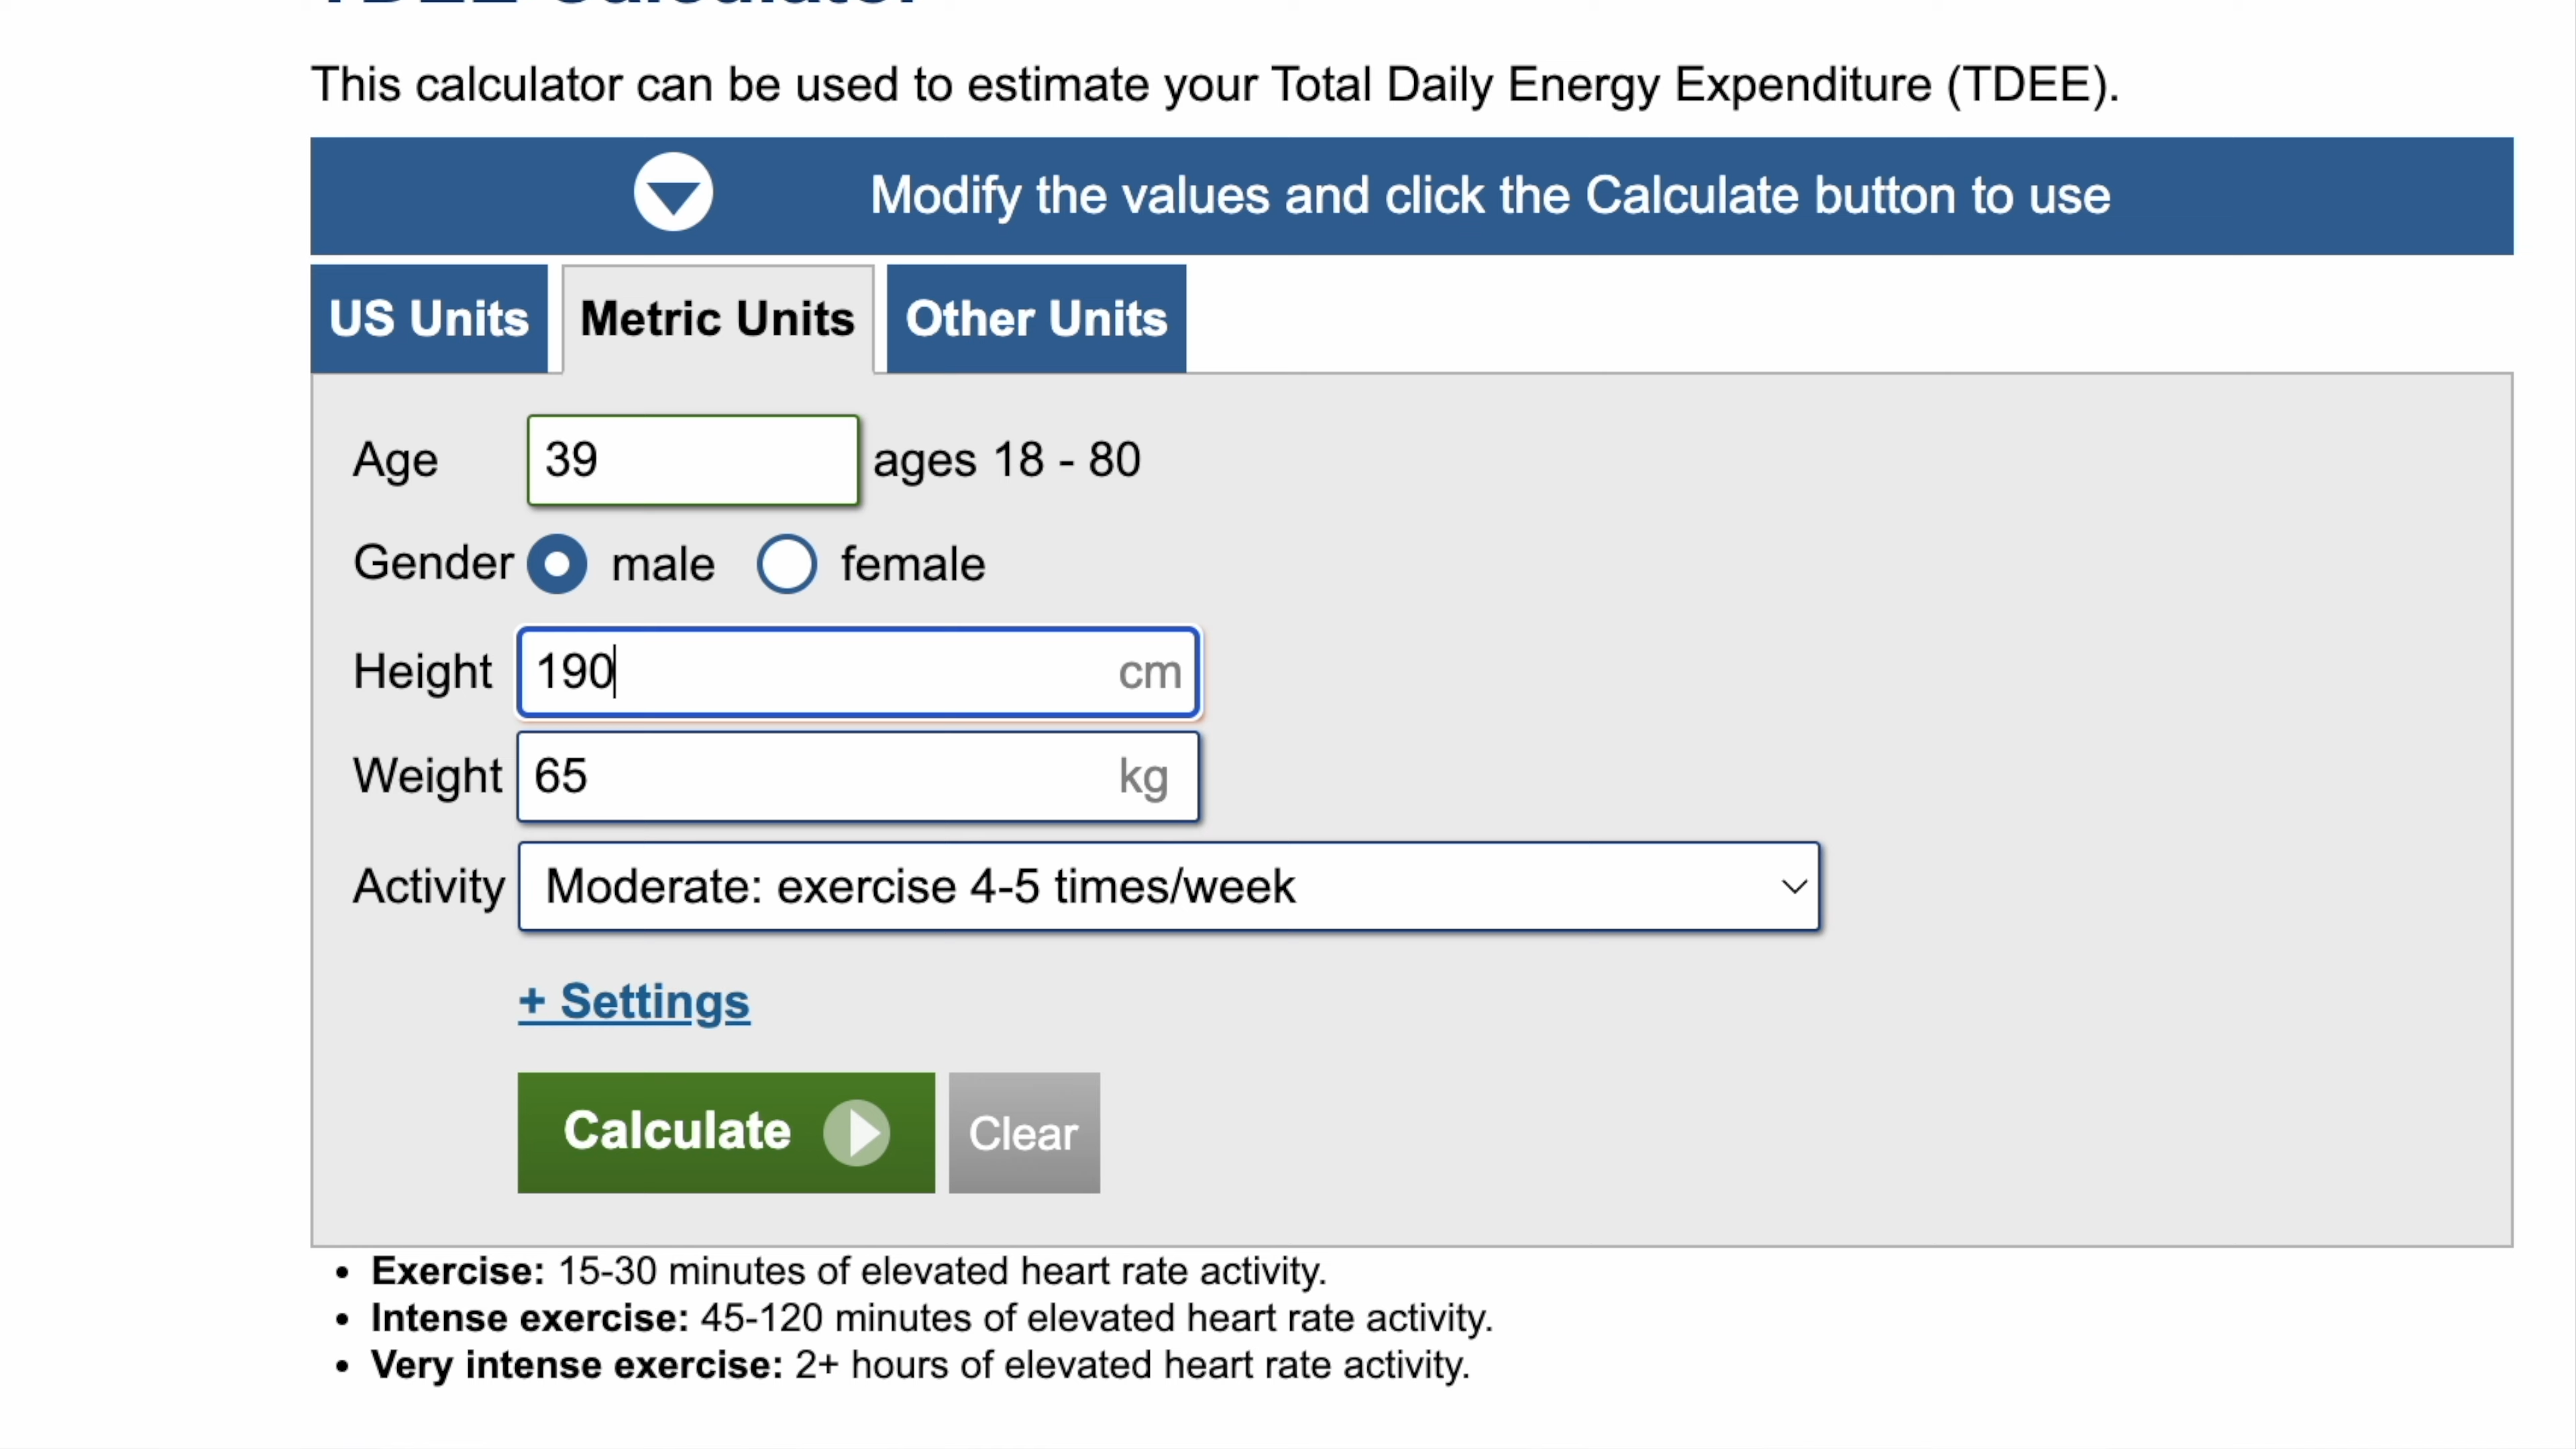 TDEE Calculator
This calculator can be used to estimate your Total Daily Energy Expenditure (TDEE).
Modify the values and click the Calculate button to use
US Units Metric Units Other Units
Age 39 ages 18 - 80
Gender male female
Height 190 cm
Weight 65 kg
Activity Moderate: exercise 4-5 times/week
+ Settings
Calculate Clear
• Exercise: 15-30 minutes of elevated heart rate activity.
• Intense exercise: 45-120 minutes of elevated heart rate activity.
• Very intense exercise: 2+ hours of elevated heart rate activity.